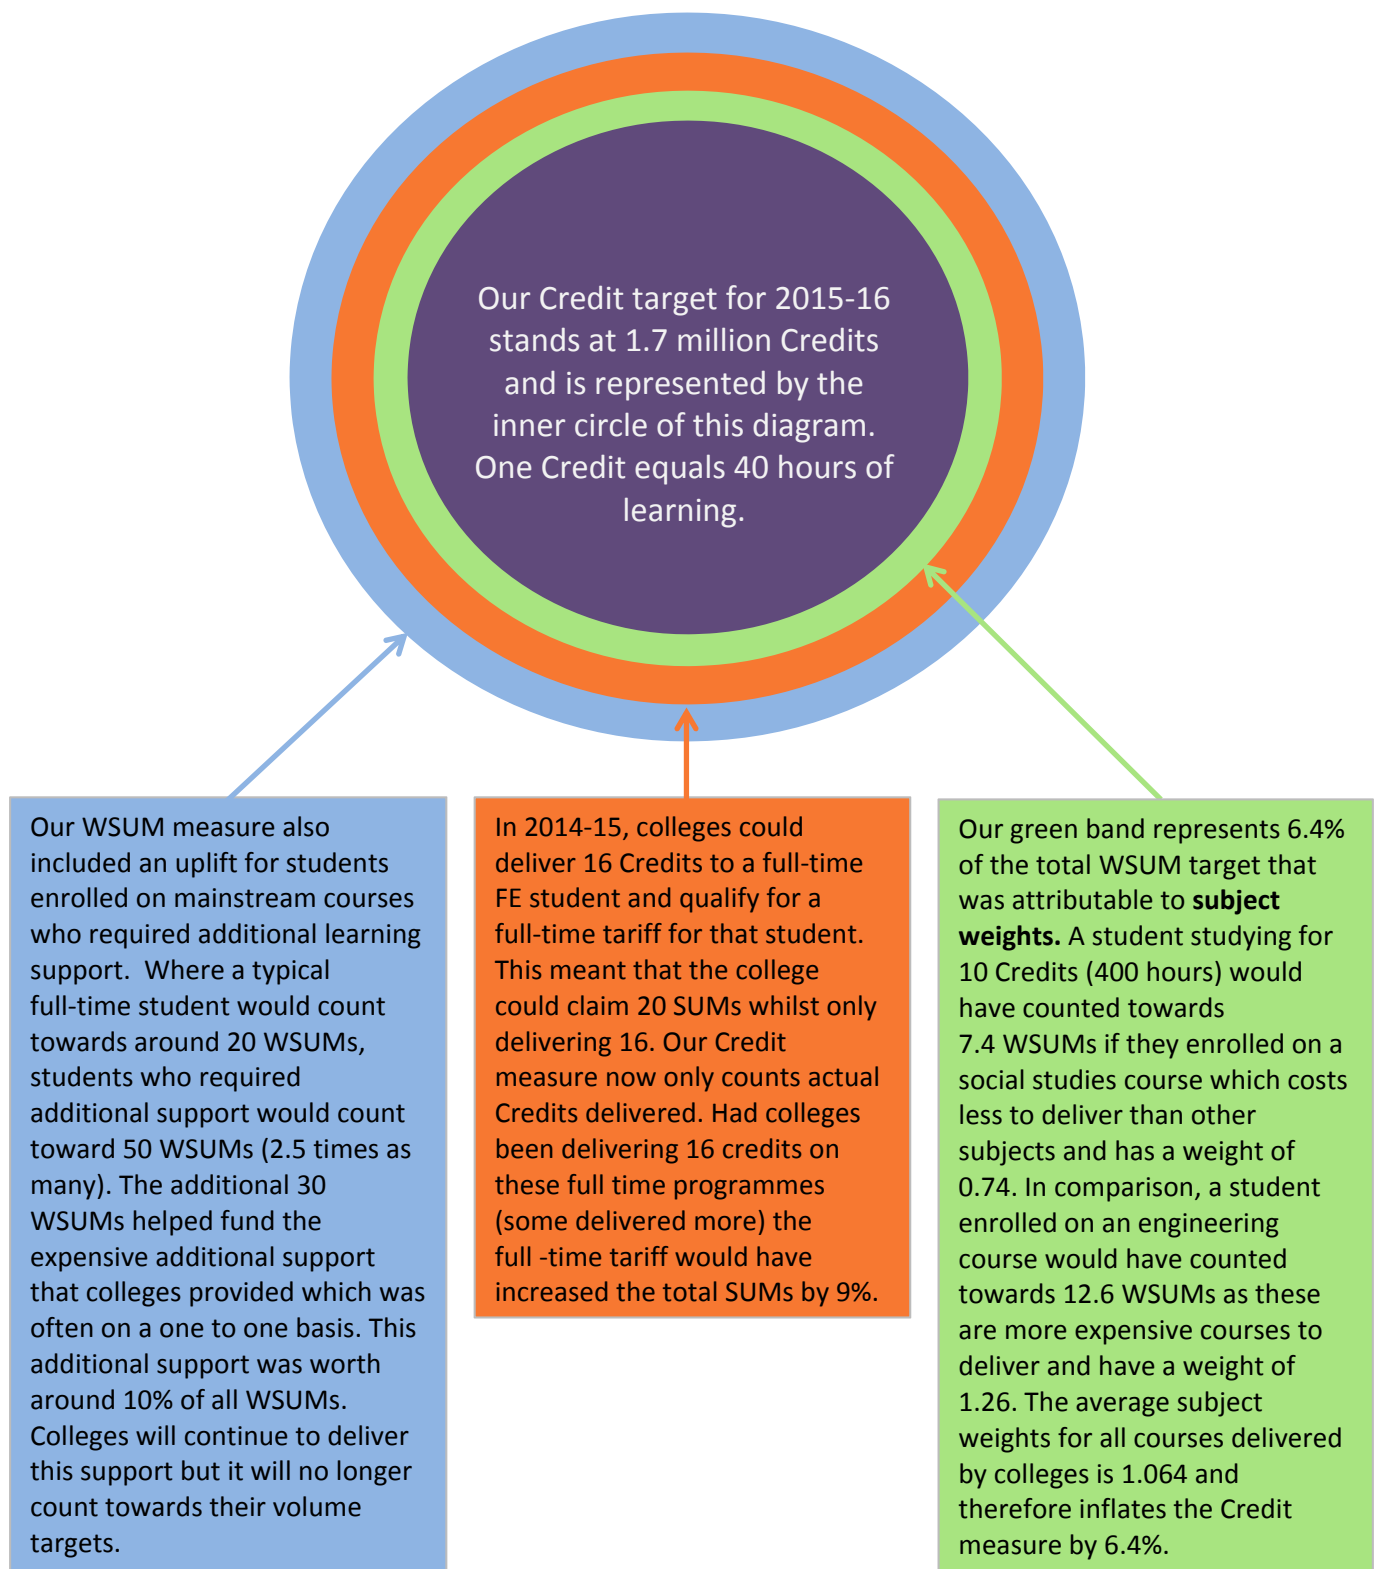 Our Credit target for 2015-16
stands at 1.7 million Credits
and is represented by the
inner circle of this diagram.
One Credit equals 40 hours of
learning.
Our WSUM measure also
included an uplift for students
enrolled on mainstream courses
who required additional learning
support.  Where a typical
full-time student would count
towards around 20 WSUMs,
students who required
additional support would count
toward 50 WSUMs (2.5 times as
many). The additional 30
WSUMs helped fund the
expensive additional support
that colleges provided which was
often on a one to one basis. This
additional support was worth
around 10% of all WSUMs.
Colleges will continue to deliver
this support but it will no longer
count towards their volume
targets.
In 2014-15, colleges could
deliver 16 Credits to a full-time
FE student and qualify for a
full-time tariff for that student.
This meant that the college
could claim 20 SUMs whilst only
delivering 16. Our Credit
measure now only counts actual
Credits delivered. Had colleges
been delivering 16 credits on
these full time programmes
(some delivered more) the
full -time tariff would have
increased the total SUMs by 9%.
Our green band represents 6.4%
of the total WSUM target that
was attributable to subject
weights. A student studying for
10 Credits (400 hours) would
have counted towards
7.4 WSUMs if they enrolled on a
social studies course which costs
less to deliver than other
subjects and has a weight of
0.74. In comparison, a student
enrolled on an engineering
course would have counted
towards 12.6 WSUMs as these
are more expensive courses to
deliver and have a weight of
1.26. The average subject
weights for all courses delivered
by colleges is 1.064 and
therefore inflates the Credit
measure by 6.4%.